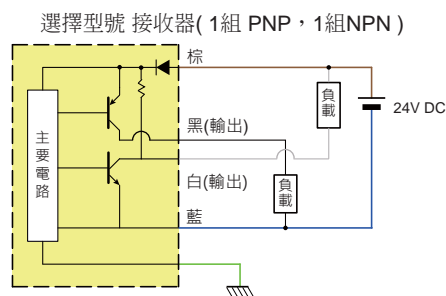 選擇型號 接收器( 1組 PNP，1組NPN )
棕
負載
24V DC
主要電路
黑(輸出)
白(輸出)
負載
藍